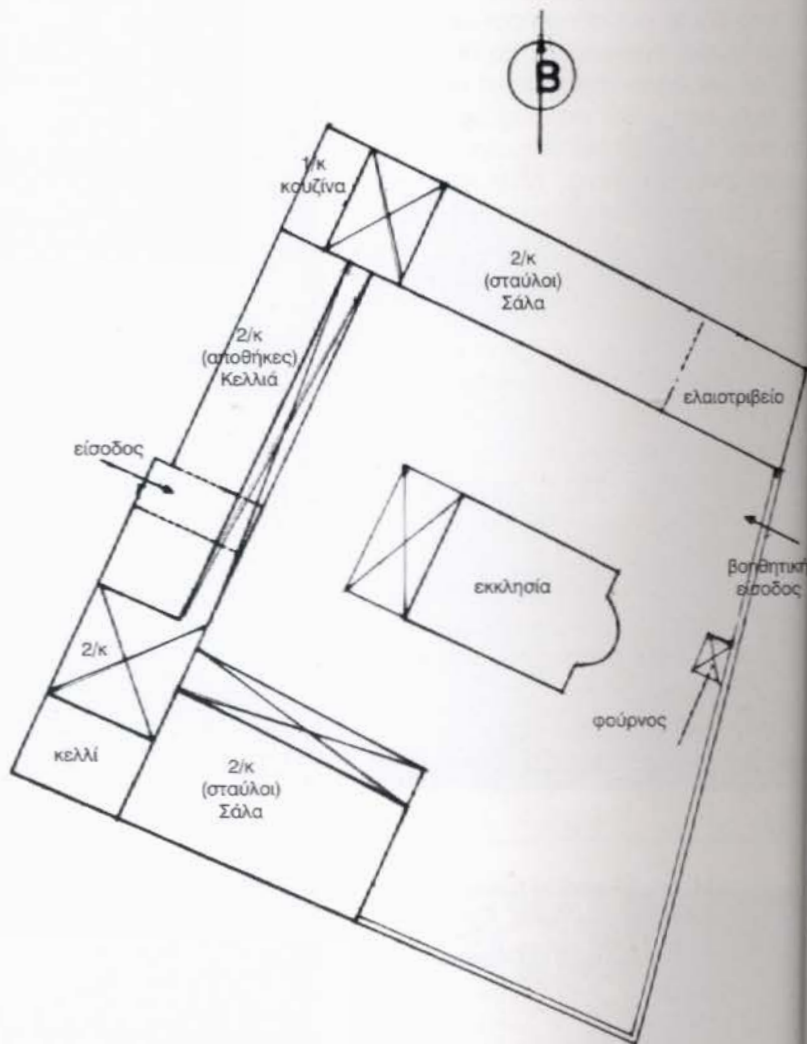 Β
1/κ
κουζίνα
2/κ
(σταύλοι)
Σάλα
2/κ
(αποθήκες)
Κελλιά
ελαιοτριβείο
είσοδος
βοηθητική
είσοδος
εκκλησία
2/κ
φούρνος
κελλί
2/κ
(σταύλοι)
Σάλα